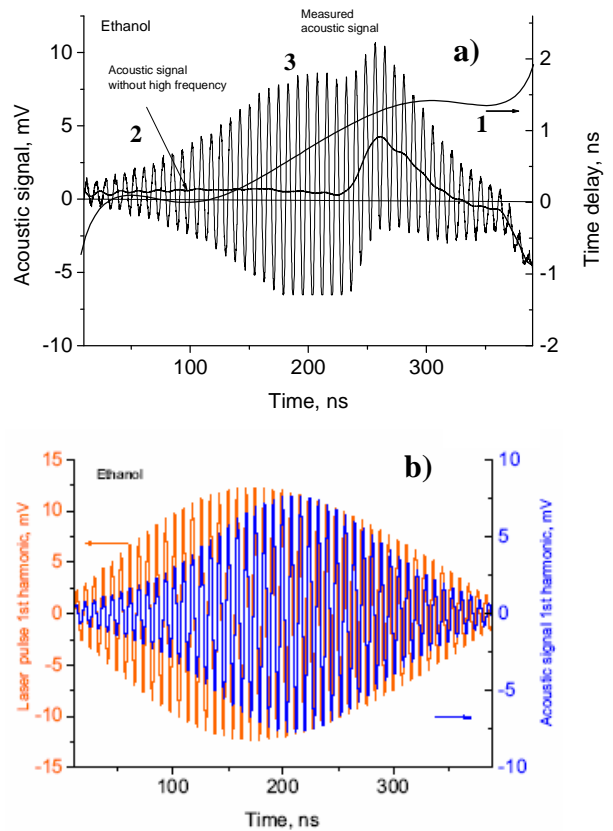 Ethanol
Measured
acoustic signal
a)
3
Acoustic signal
without high frequency
2
1
10
5
0
-5
-10
Acoustic signal, mV
2
1
0
-1
-2
Time delay, ns
100
200
300
Time, ns
b)
Ethanol
15
10
5
0
-5
-10
-15
Laser pulse 1st harmonic, mV
10
5
0
-5
-10
Acoustic signal 1st harmonic, mV
100
200
300
Time, ns